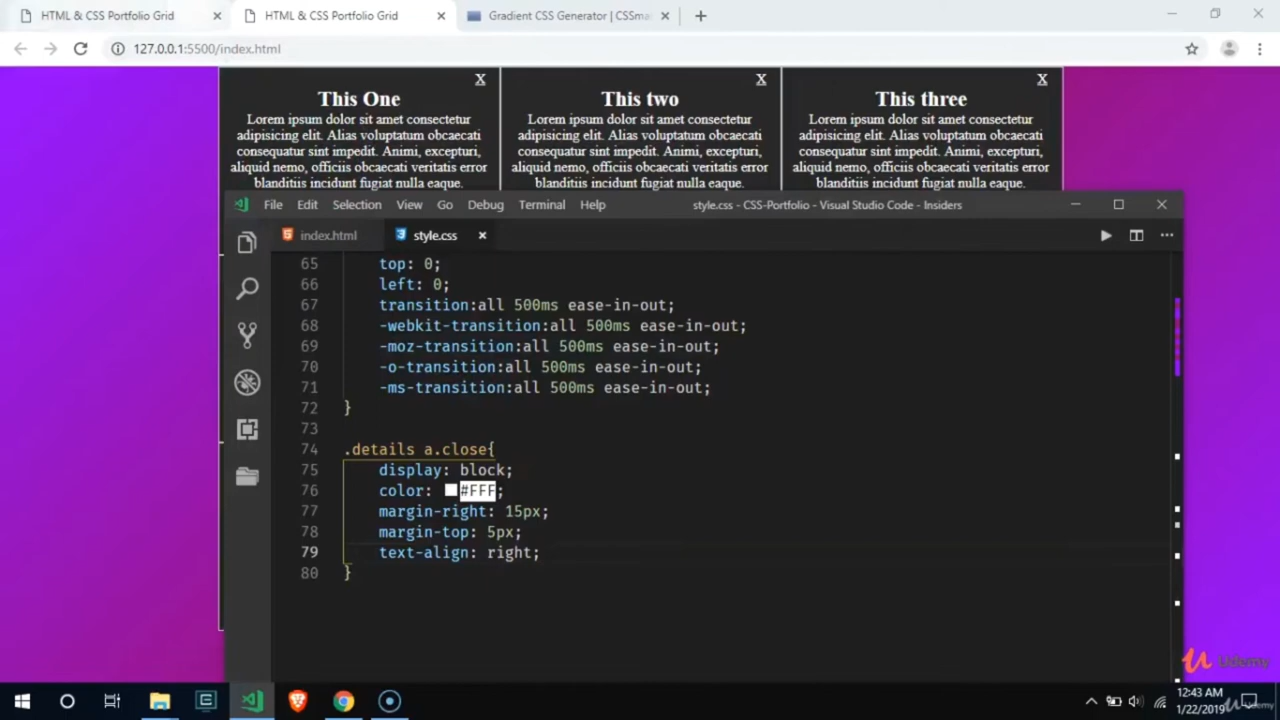 HTML & CSS Portfolio Grid
HTML & CSS Portfolio Grid
Gradient CSS Generator | CSSma
127.0.0.1:5500/index.html
X
X
X
This One
This two
This three
Lorem ipsum dolor sit amet consectetur
adipisicing elit. Alias voluptatum obcaecati
consequatur sint impedit. Animi, excepturi,
aliquid nemo, officiis obcaecati veritatis error
blanditiis incidunt fugiat nulla eaque.
Lorem ipsum dolor sit amet consectetur
adipisicing elit. Alias voluptatum obcaecati
consequatur sint impedit. Animi, excepturi,
aliquid nemo, officiis obcaecati veritatis error
blanditiis incidunt fugiat nulla eaque.
Lorem ipsum dolor sit amet consectetur
adipisicing elit. Alias voluptatum obcaecati
consequatur sint impedit. Animi, excepturi,
aliquid nemo, officiis obcaecati veritatis error
blanditiis incidunt fugiat nulla eaque.
File Edit Selection View Go Debug Terminal Help style.css - CSS-Portfolio - Visual Studio Code - Insiders
index.html style.css
65 top: 0;
66 left: 0;
67 transition:all 500ms ease-in-out;
68 -webkit-transition:all 500ms ease-in-out;
69 -moz-transition:all 500ms ease-in-out;
70 -o-transition:all 500ms ease-in-out;
71 -ms-transition:all 500ms ease-in-out;
72 }
73
74 .details a.close{
75 display: block;
76 color: #FFF;
77 margin-right: 15px;
78 margin-top: 5px;
79 text-align: right;
80 }
Udemy
12:43 AM
1/22/2019
Udemy